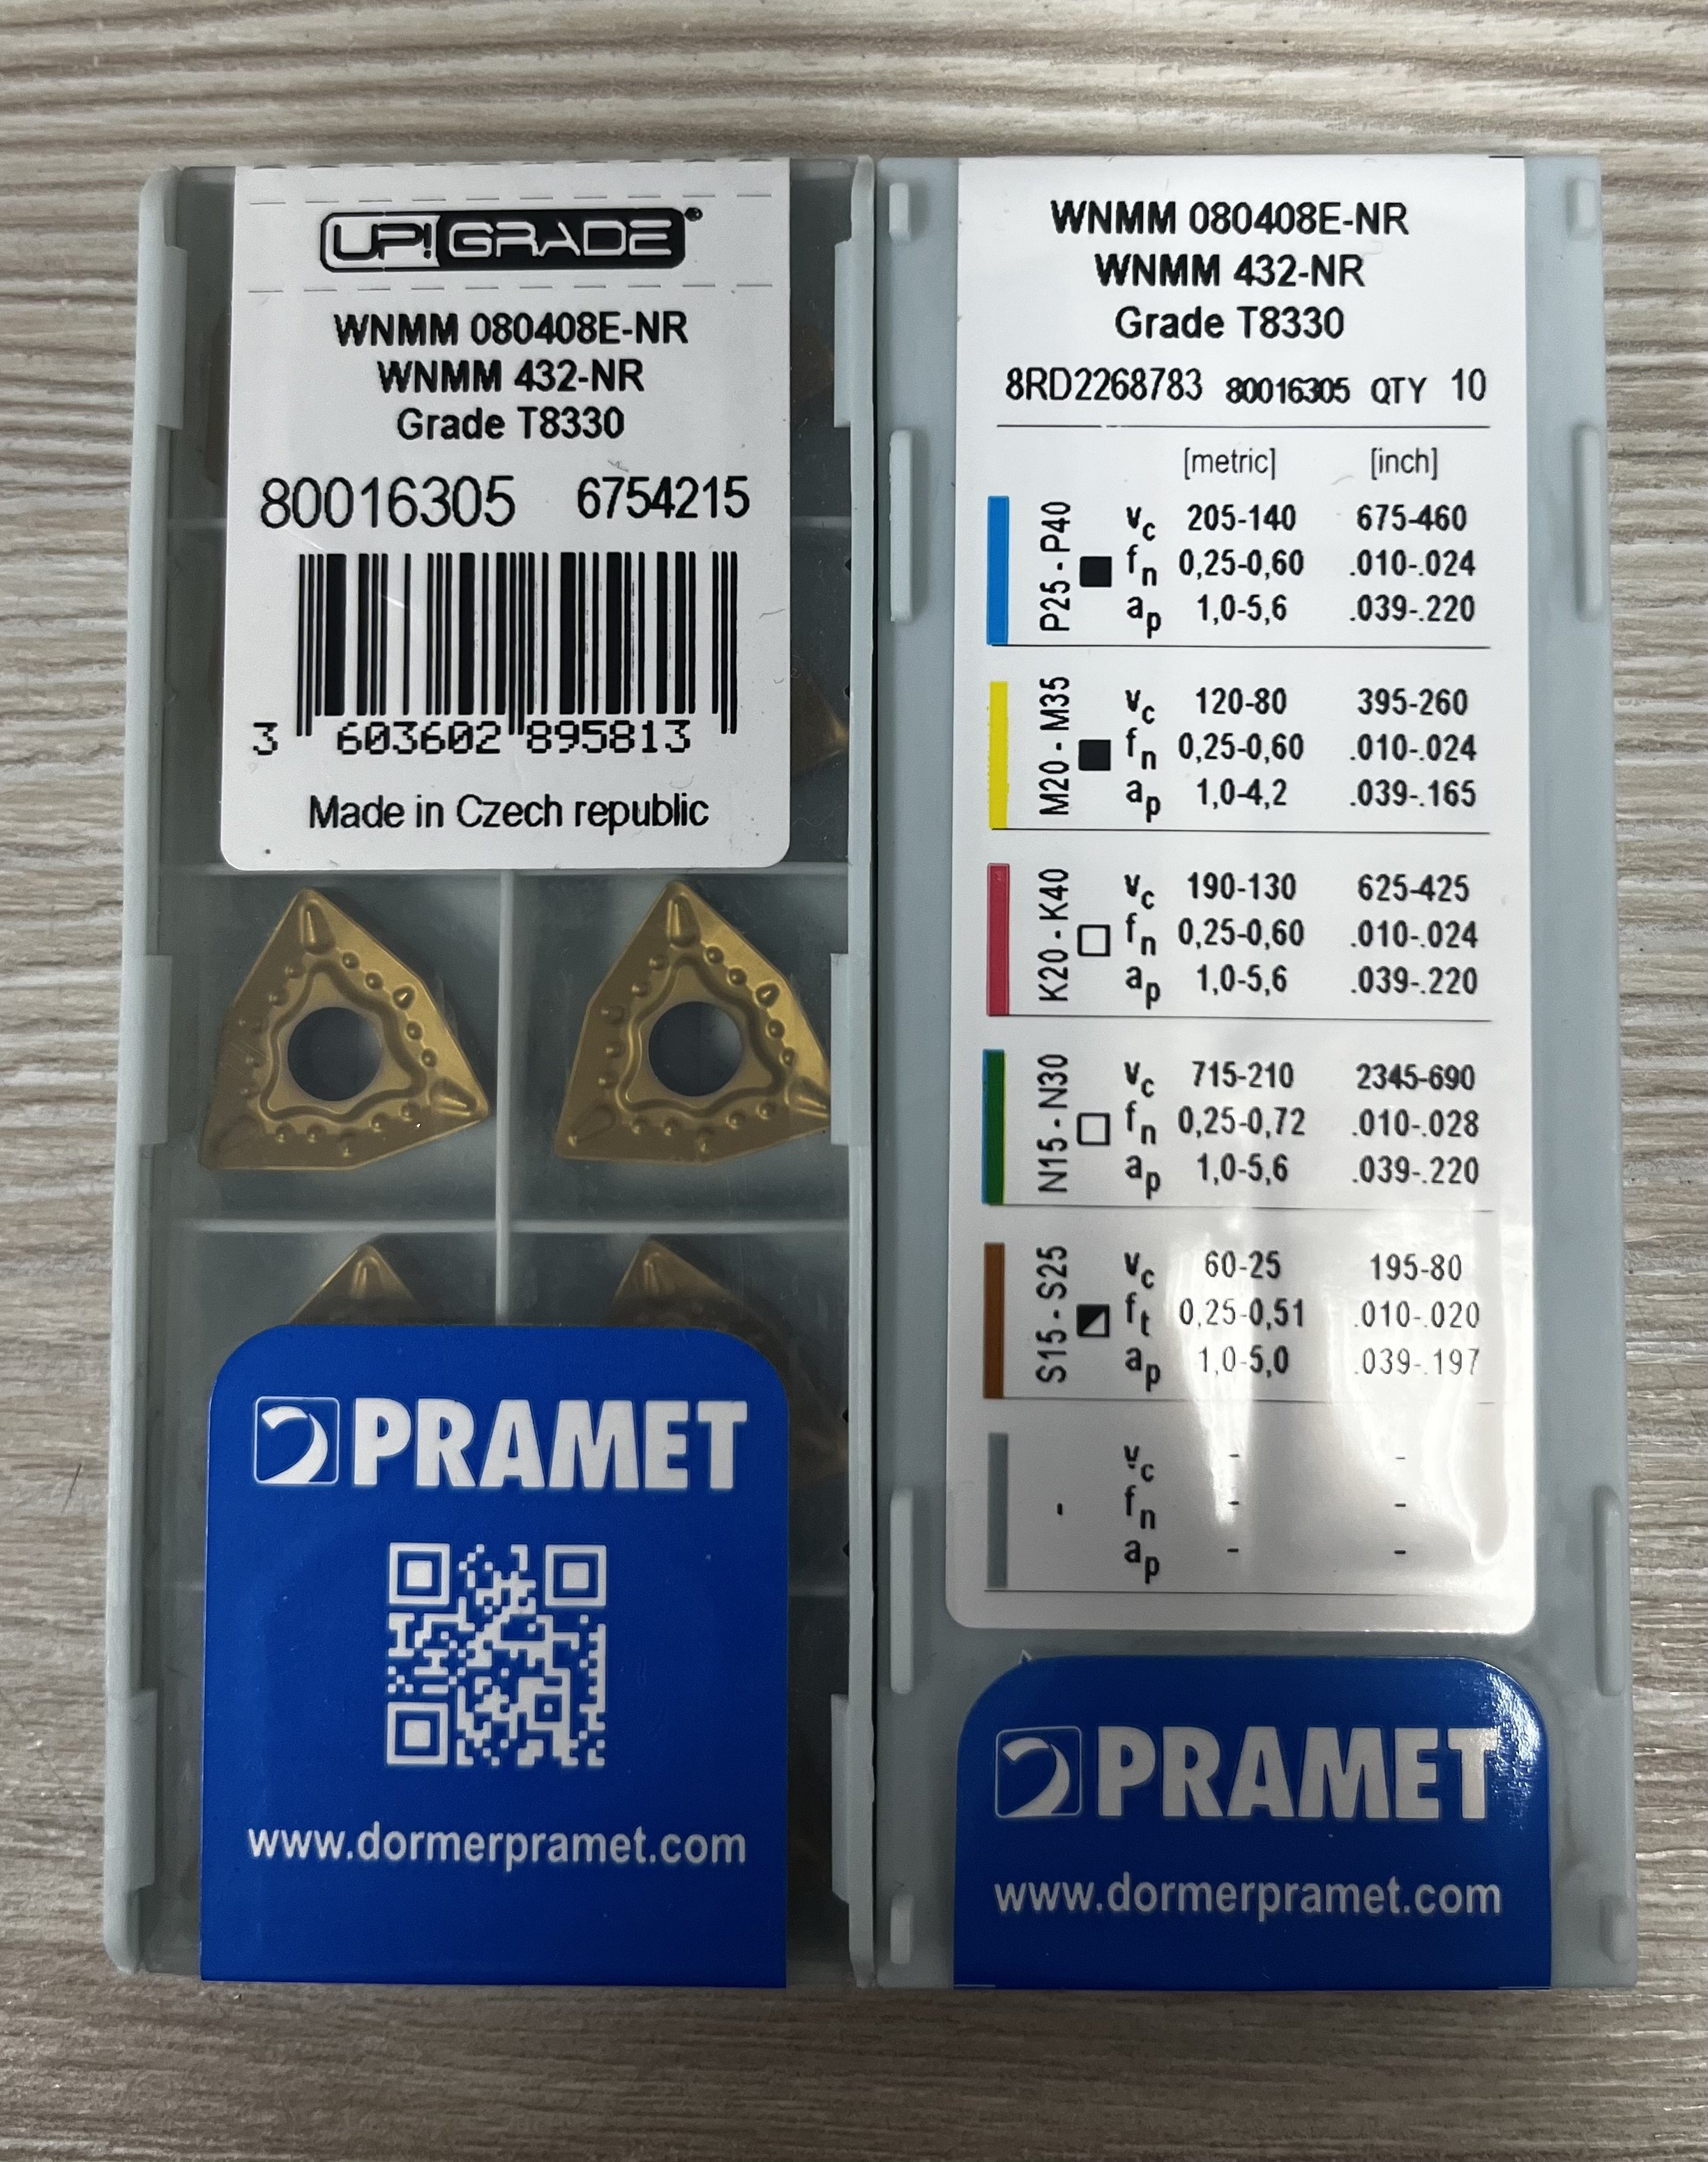 UP! GRADE®
WNMM 080408E-NR
WNMM 432-NR
Grade T8330
80016305 6754215
3 603602 895813
Made in Czech republic
PRAMET
www.dormerpramet.com
WNMM 080408E-NR
WNMM 432-NR
Grade T8330
8RD2268783 80016305 QTY 10
[metric] [inch]
P25 - P40
vc 205-140 675-460
fn 0,25-0,60 .010-.024
ap 1,0-5,6 .039-.220
M20 - M35
vc 120-80 395-260
fn 0,25-0,60 .010-.024
ap 1,0-4,2 .039-.165
K20 - K40
vc 190-130 625-425
fn 0,25-0,60 .010-.024
ap 1,0-5,6 .039-.220
N15 - N30
vc 715-210 2345-690
fn 0,25-0,72 .010-.028
ap 1,0-5,6 .039-.220
S15 - S25
vc 60-25 195-80
ft 0,25-0,51 .010-.020
ap 1,0-5,0 .039-.197
-
vc - -
fn - -
ap - -
PRAMET
www.dormerpramet.com